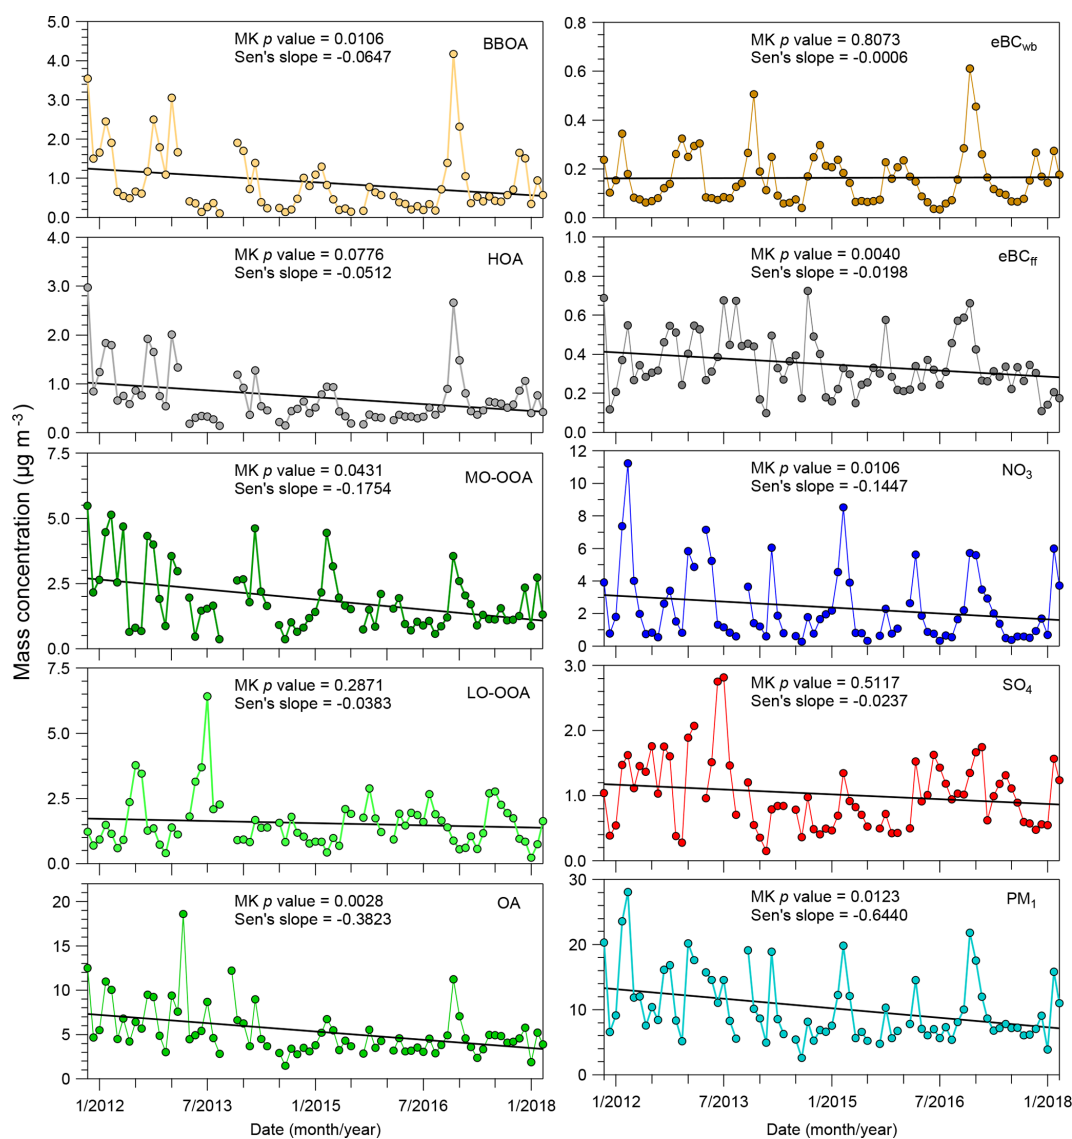 Mass concentration (µg m⁻³)
5.0
4.0
3.0
2.0
1.0
0.0
MK p value = 0.0106
Sen's slope = -0.0647
BBOA
0.8
0.6
0.4
0.2
0.0
MK p value = 0.8073
Sen's slope = -0.0006
eBCwb
4.0
3.0
2.0
1.0
0.0
MK p value = 0.0776
Sen's slope = -0.0512
HOA
1.0
0.8
0.6
0.4
0.2
0.0
MK p value = 0.0040
Sen's slope = -0.0198
eBCff
7.5
5.0
2.5
0.0
MK p value = 0.0431
Sen's slope = -0.1754
MO-OOA
12
10
8
6
4
2
0
MK p value = 0.0106
Sen's slope = -0.1447
NO3
7.5
5.0
2.5
0.0
MK p value = 0.2871
Sen's slope = -0.0383
LO-OOA
3.0
2.0
1.0
0.0
MK p value = 0.5117
Sen's slope = -0.0237
SO4
20
15
10
5
0
MK p value = 0.0028
Sen's slope = -0.3823
OA
1/2012
7/2013
1/2015
7/2016
1/2018
Date (month/year)
30
20
10
0
MK p value = 0.0123
Sen's slope = -0.6440
PM1
1/2012
7/2013
1/2015
7/2016
1/2018
Date (month/year)